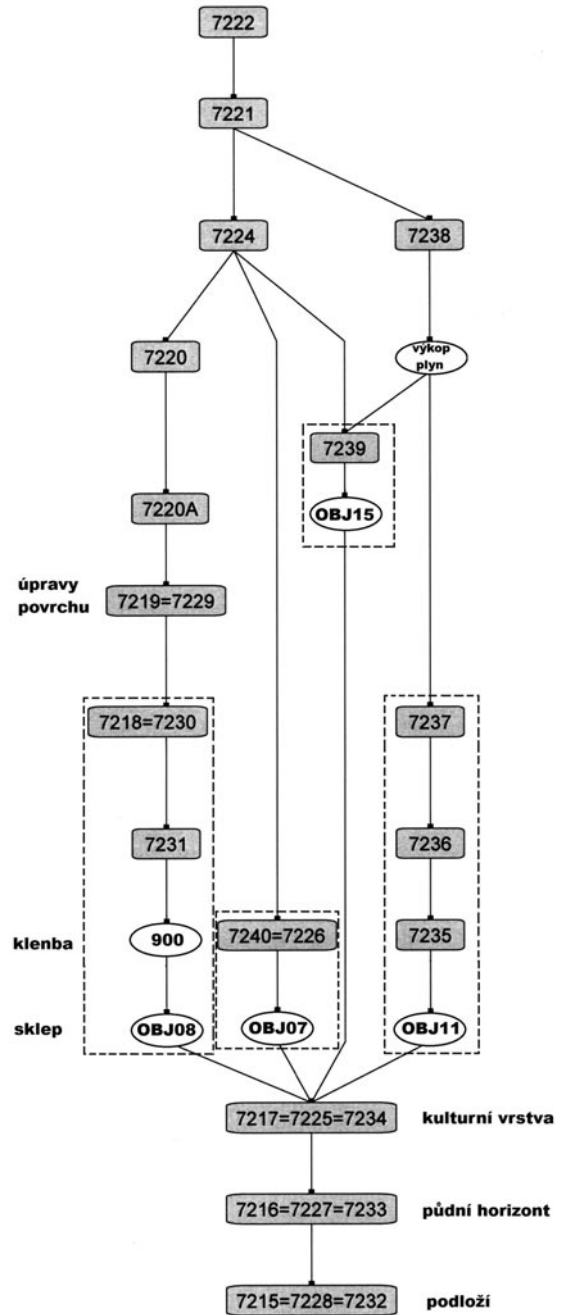 7222
7221
7224
7238
7220
výkop
plyn
7239
7220A
OBJ15
úpravy
povrchu
7219=7229
7218=7230
7237
7231
7236
klenba
900
7240=7226
7235
sklep
OBJ08
OBJ07
OBJ11
7217=7225=7234
kulturní vrstva
7216=7227=7233
půdní horizont
7215=7228=7232
podloží